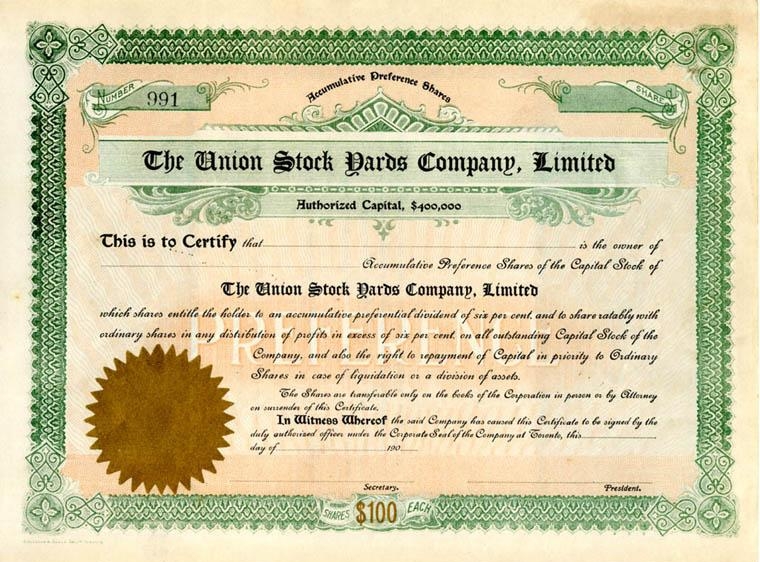 Accumulative Preference Shares
NUMBER 991
SHARES
The Union Stock Yards Company, Limited
Authorized Capital, $400,000
This is to Certify that is the owner of
Accumulative Preference Shares of the Capital Stock of
The Union Stock Yards Company, Limited
which shares entitle the holder to an accumulative preferential dividend of six per cent. and to share ratably with
ordinary shares in any distribution of profits in excess of six per cent. on all outstanding Capital Stock of the
Company, and also the right to repayment of Capital in priority to Ordinary
Shares in case of liquidation or a division of assets.
PREFERENCE
The Shares are transferable only on the books of the Corporation in person or by Attorney
on surrender of this Certificate.
In Witness Whereof the said Company has caused this Certificate to be signed by the
duly authorized officer under the Corporate Seal of the Company at Toronto, this
day of 190
Secretary. President.
SHARES $100 EACH